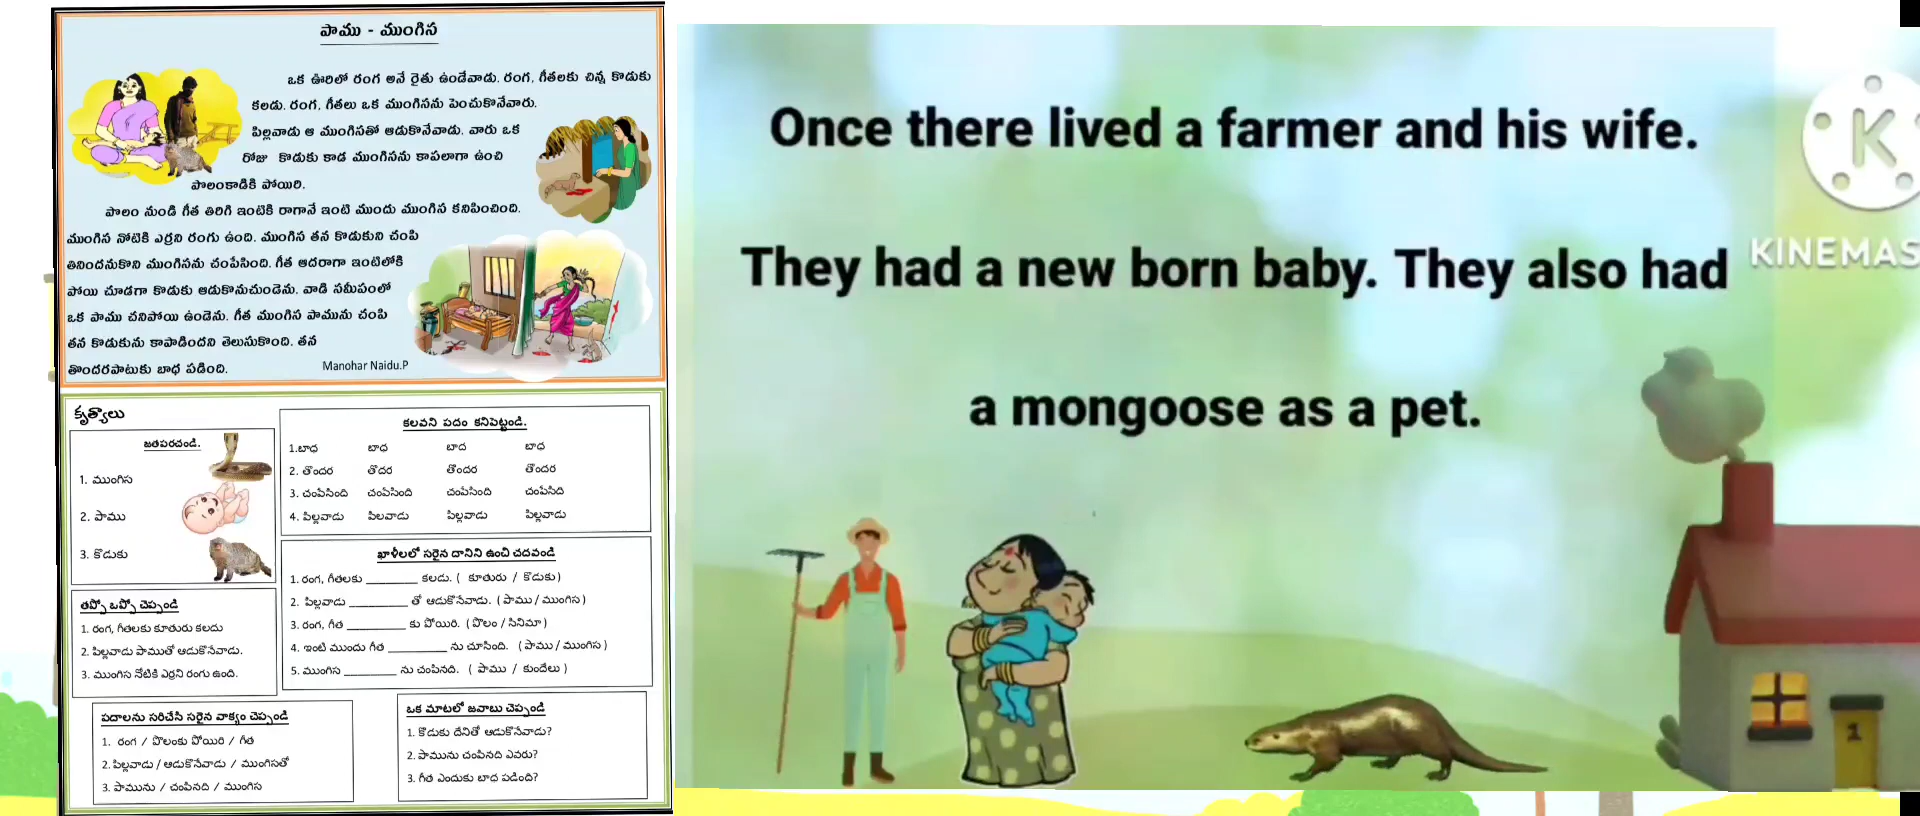 పాము - ముంగిస
ఒక ఊరిలో రంగ అనే రైతు ఉండేవాడు. రంగ, గీతలకు చిన్న కొడుకు
కలడు. రంగ, గీతలు ఒక ముంగిసను పెంచుకొనేవారు.
పిల్లవాడు ఆ ముంగిసతో ఆడుకొనేవాడు. వారు ఒక
రోజు కొడుకు కాడ ముంగిసను కాపలాగా ఉంచి
పొలంకాడికి పోయిరి.
పొలం నుండి గీత తిరిగి ఇంటికి రాగానే ఇంటి ముందు ముంగిస కనిపించింది.
ముంగిస నోటికి ఎర్రని రంగు ఉంది. ముంగిస తన కొడుకుని చంపి
తినిందనుకొని ముంగిసను చంపేసింది. గీత ఆదరాగా ఇంటిలోకి
పోయి చూడగా కొడుకు ఆడుకొనుచుండెను. వాడి సమీపంలో
ఒక పాము చనిపోయి ఉండెను. గీత ముంగిస పామును చంపి
తన కొడుకును కాపాడిందని తెలుసుకొంది. తన
తొందరపాటుకు బాధ పడింది.
Manohar Naidu.P
కృత్యాలు
జతపరచండి.
1. ముంగిస
2. పాము
3. కొడుకు
కలవని పదం కనిపెట్టండి.
1.బాధ బాధ బాద బాధ
2. తొందర తొదర తొందర తొందర
3. చంపేసింది చంపేసింది చంపేసింది చంపేసిది
4. పిల్లవాడు పిలవాడు పిల్లవాడు పిల్లవాడు
ఖాళీలలో సరైన దానిని ఉంచి చదవండి
1. రంగ, గీతలకు ________ కలడు. ( కూతురు / కొడుకు )
2. పిల్లవాడు _________ తో ఆడుకొనేవాడు. ( పాము / ముంగిస )
3. రంగ, గీత _________ కు పోయిరి. ( పొలం / సినిమా )
4. ఇంటి ముందు గీత _________ ను చూసింది. ( పాము / ముంగిస )
5. ముంగిస ________ ను చంపినది. ( పాము / కుందేలు )
తప్పో ఒప్పో చెప్పండి
1. రంగ, గీతలకు కూతురు కలదు
2. పిల్లవాడు పాముతో ఆడుకొనేవాడు.
3. ముంగిస నోటికి ఎర్రని రంగు ఉంది.
పదాలను సరిచేసి సరైన వాక్యం చెప్పండి
1. రంగ / పొలంకు పోయిరి / గీత
2. పిల్లవాడు / ఆడుకొనేవాడు / ముంగిసతో
3. పామును / చంపినది / ముంగిస
ఒక మాటలో జవాబు చెప్పండి
1. కొడుకు దేనితో ఆడుకొనేవాడు?
2. పామును చంపినది ఎవరు?
3. గీత ఎందుకు బాధ పడింది?
Once there lived a farmer and his wife.
They had a new born baby. They also had
a mongoose as a pet.
K
KINEMAS
1